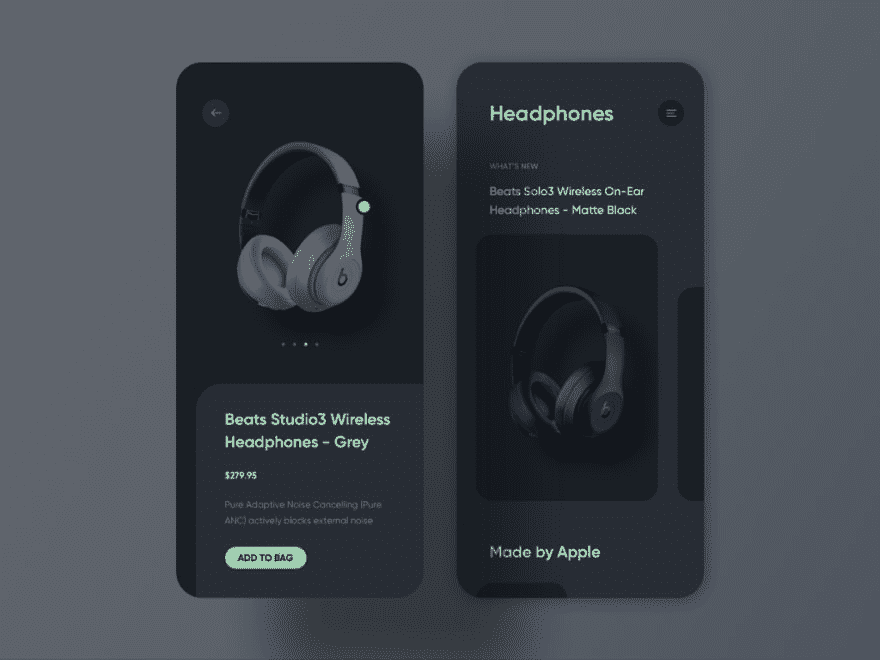 Beats Studio3 Wireless
Headphones - Grey
$279.95
Pure Adaptive Noise Cancelling (Pure
ANC) actively blocks external noise
ADD TO BAG
Headphones
WHAT'S NEW
Beats Solo3 Wireless On-Ear
Headphones - Matte Black
Made by Apple